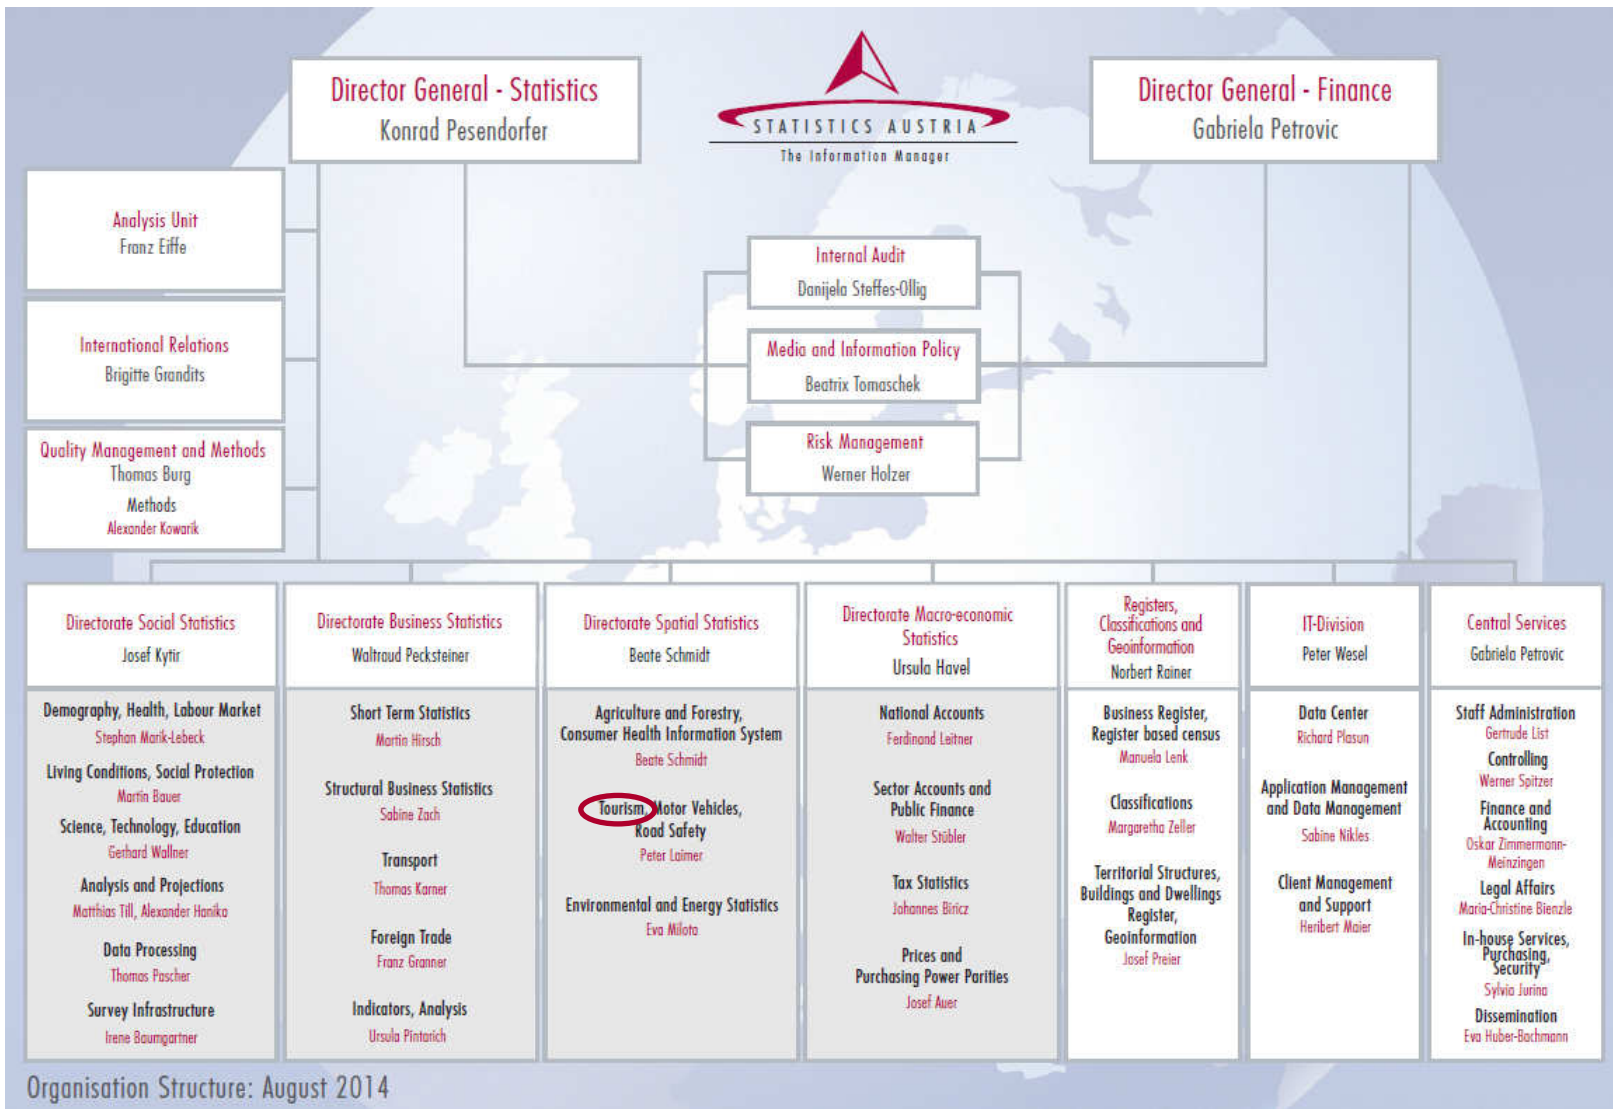 Director General - Statistics
Konrad Pesendorfer
STATISTICS AUSTRIA
The Information Manager
Director General - Finance
Gabriela Petrovic
Analysis Unit
Franz Eiffe
International Relations
Brigitte Grandits
Quality Management and Methods
Thomas Burg
Methods
Alexander Kowarik
Internal Audit
Danijela Steffes-Ollig
Media and Information Policy
Beatrix Tomaschek
Risk Management
Werner Holzer
Directorate Social Statistics
Josef Kytir
Demography, Health, Labour Market
Stephan Marik-Lebeck
Living Conditions, Social Protection
Martin Bauer
Science, Technology, Education
Gerhard Wallner
Analysis and Projections
Matthias Till, Alexander Hanika
Data Processing
Thomas Pascher
Survey Infrastructure
Irene Baumgartner
Directorate Business Statistics
Waltraud Pecksteiner
Short Term Statistics
Martin Hirsch
Structural Business Statistics
Sabine Zach
Transport
Thomas Karner
Foreign Trade
Franz Granner
Indicators, Analysis
Ursula Pintarich
Directorate Spatial Statistics
Beate Schmidt
Agriculture and Forestry,
Consumer Health Information System
Beate Schmidt
Tourism, Motor Vehicles,
Road Safety
Peter Laimer
Environmental and Energy Statistics
Eva Milota
Directorate Macro-economic
Statistics
Ursula Havel
National Accounts
Ferdinand Leitner
Sector Accounts and
Public Finance
Walter Stübler
Tax Statistics
Johannes Biricz
Prices and
Purchasing Power Parities
Josef Auer
Registers,
Classifications and
Geoinformation
Norbert Rainer
Business Register,
Register based census
Manuela Lenk
Classifications
Margaretha Zeller
Territorial Structures,
Buildings and Dwellings
Register,
Geoinformation
Josef Preier
IT-Division
Peter Wesel
Data Center
Richard Plasun
Application Management
and Data Management
Sabine Nikles
Client Management
and Support
Heribert Maier
Central Services
Gabriela Petrovic
Staff Administration
Gertrude List
Controlling
Werner Spitzer
Finance and
Accounting
Oskar Zimmermann-
Meinzingen
Legal Affairs
Maria-Christine Bienzle
In-house Services,
Purchasing,
Security
Sylvia Jurina
Dissemination
Eva Huber-Bachmann
Organisation Structure: August 2014